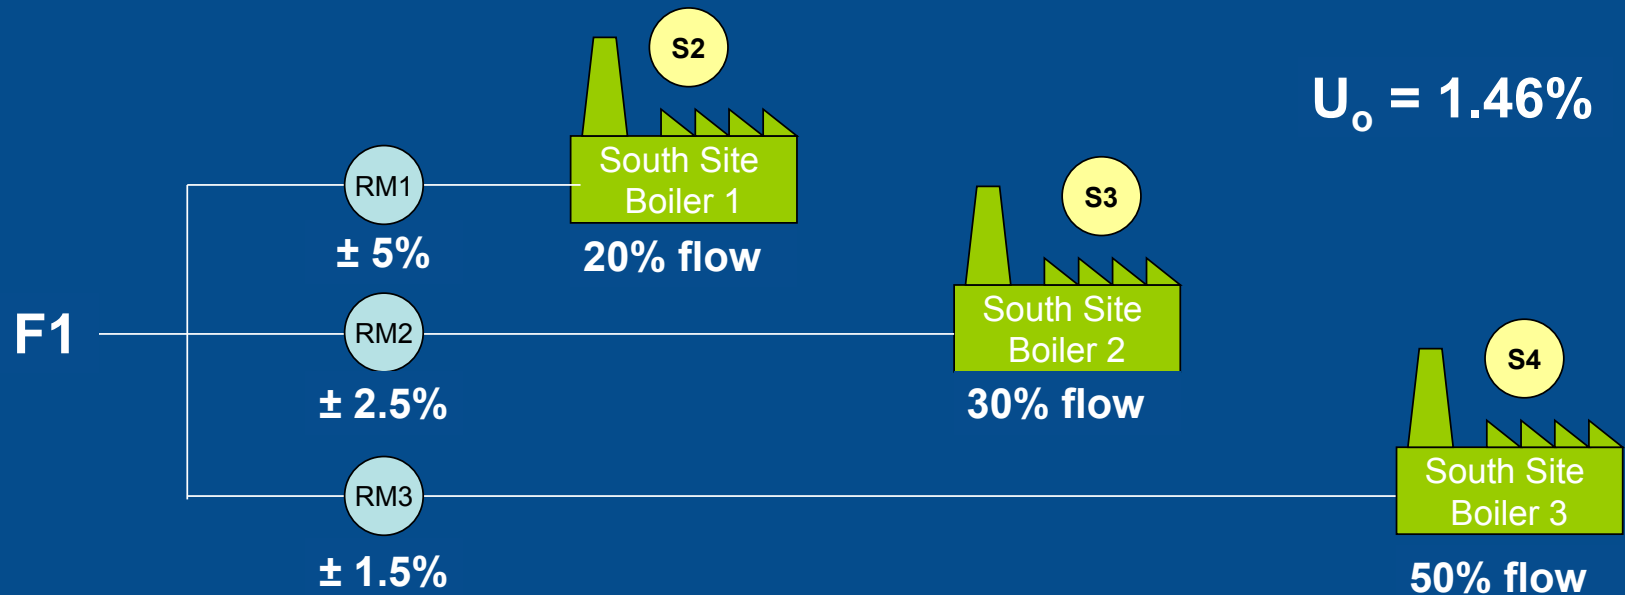 S2
U₀ = 1.46%
South Site
Boiler 1
RM1
± 5%
20% flow
S3
F1
RM2
South Site
Boiler 2
± 2.5%
30% flow
S4
RM3
South Site
Boiler 3
± 1.5%
50% flow